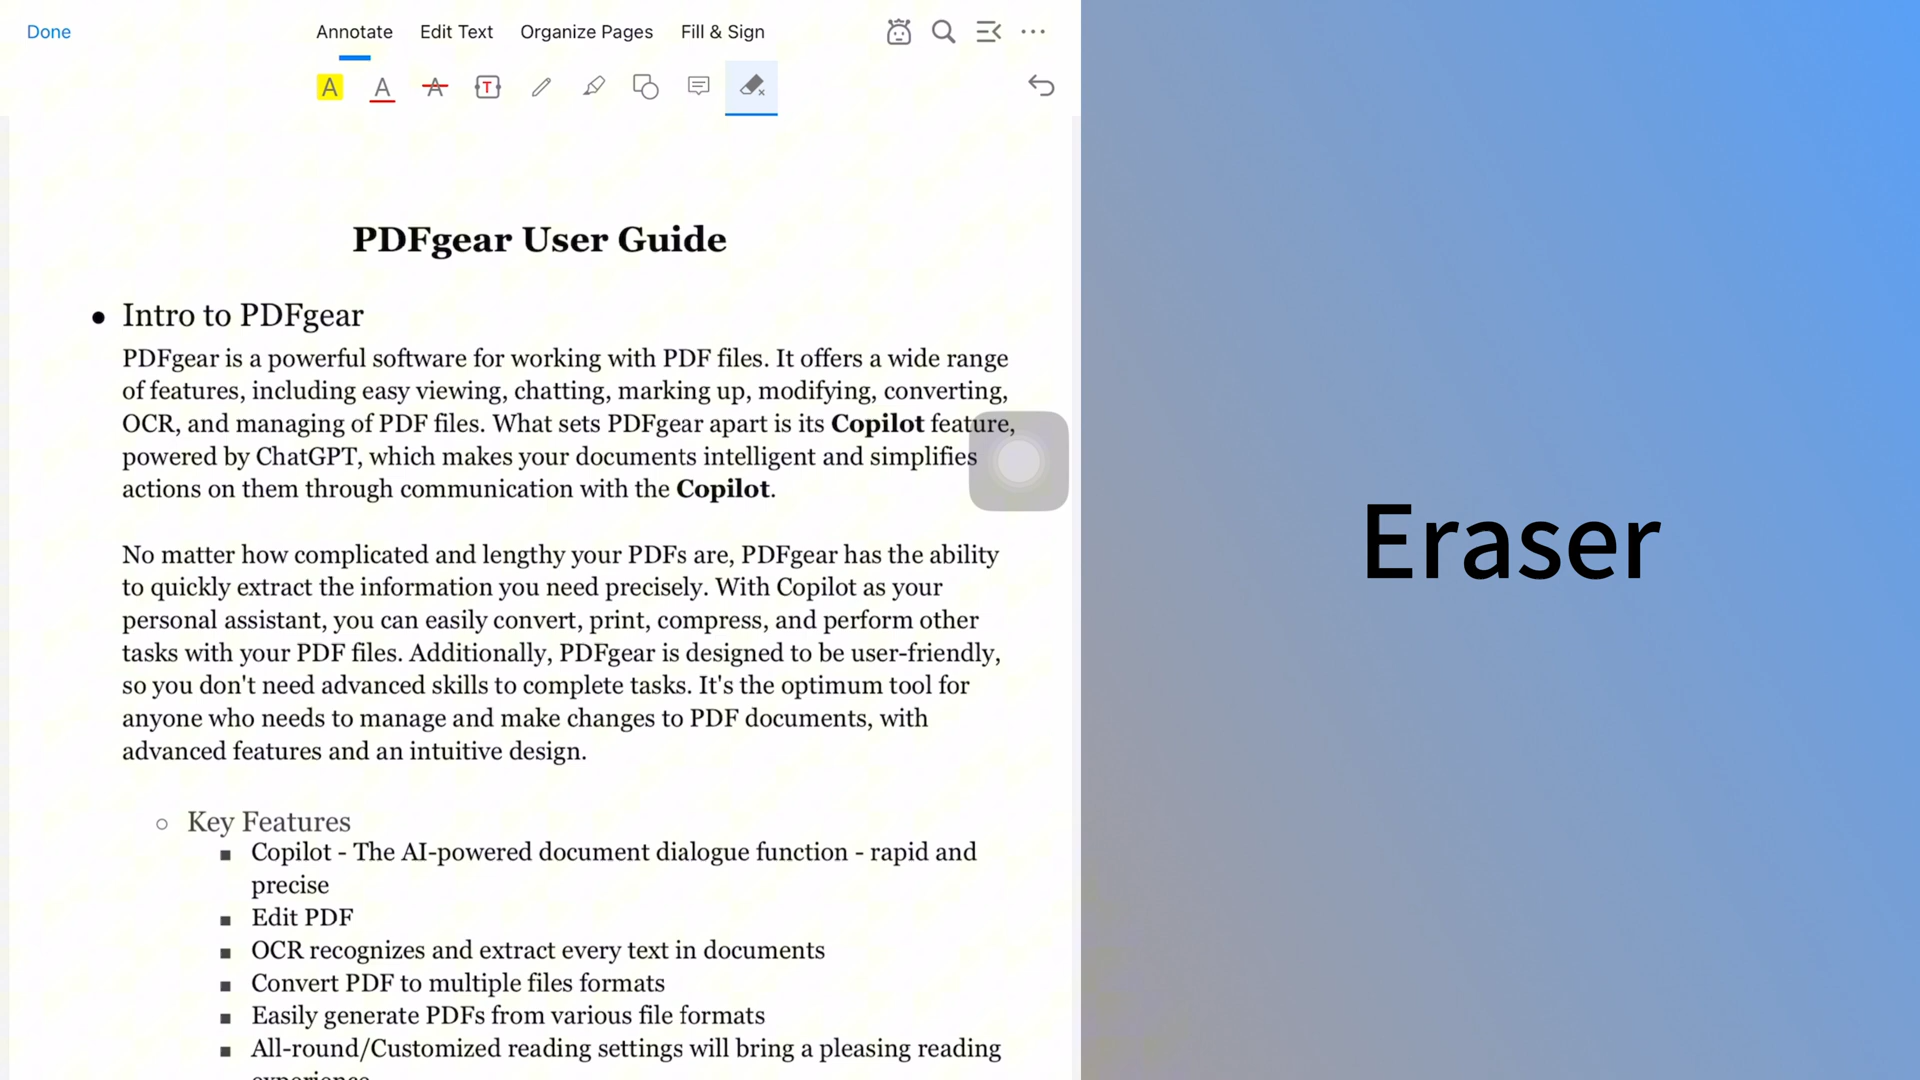 Done
Annotate
Edit Text
Organize Pages
Fill & Sign
A
A
A
T
PDFgear User Guide
Intro to PDFgear
PDFgear is a powerful software for working with PDF files. It offers a wide range
of features, including easy viewing, chatting, marking up, modifying, converting,
OCR, and managing of PDF files. What sets PDFgear apart is its Copilot feature,
powered by ChatGPT, which makes your documents intelligent and simplifies
actions on them through communication with the Copilot.
No matter how complicated and lengthy your PDFs are, PDFgear has the ability
to quickly extract the information you need precisely. With Copilot as your
personal assistant, you can easily convert, print, compress, and perform other
tasks with your PDF files. Additionally, PDFgear is designed to be user-friendly,
so you don't need advanced skills to complete tasks. It's the optimum tool for
anyone who needs to manage and make changes to PDF documents, with
advanced features and an intuitive design.
Key Features
Copilot - The AI-powered document dialogue function - rapid and
precise
Edit PDF
OCR recognizes and extract every text in documents
Convert PDF to multiple files formats
Easily generate PDFs from various file formats
All-round/Customized reading settings will bring a pleasing reading
Eraser